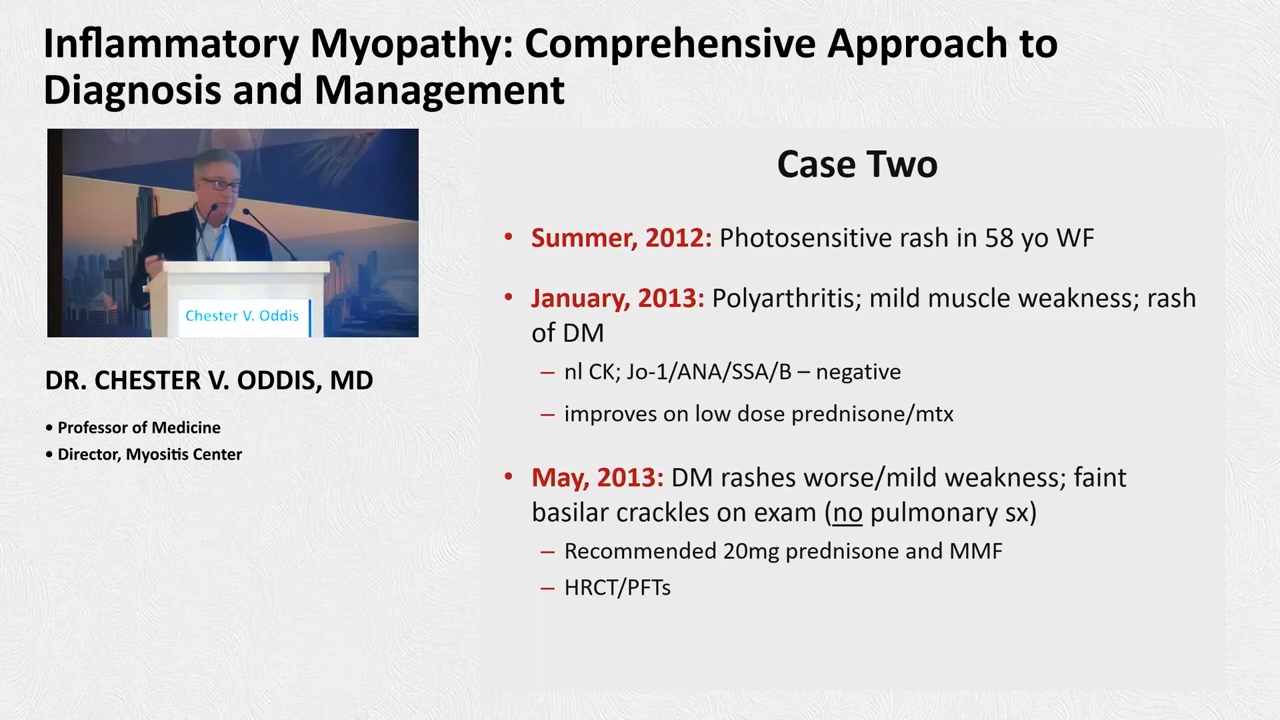 Inflammatory Myopathy: Comprehensive Approach to
Diagnosis and Management
Chester V. Oddis
DR. CHESTER V. ODDIS, MD
• Professor of Medicine
• Director, Myositis Center
Case Two
• Summer, 2012: Photosensitive rash in 58 yo WF
• January, 2013: Polyarthritis; mild muscle weakness; rash
of DM
– nl CK; Jo-1/ANA/SSA/B – negative
– improves on low dose prednisone/mtx
• May, 2013: DM rashes worse/mild weakness; faint
basilar crackles on exam (no pulmonary sx)
– Recommended 20mg prednisone and MMF
– HRCT/PFTs